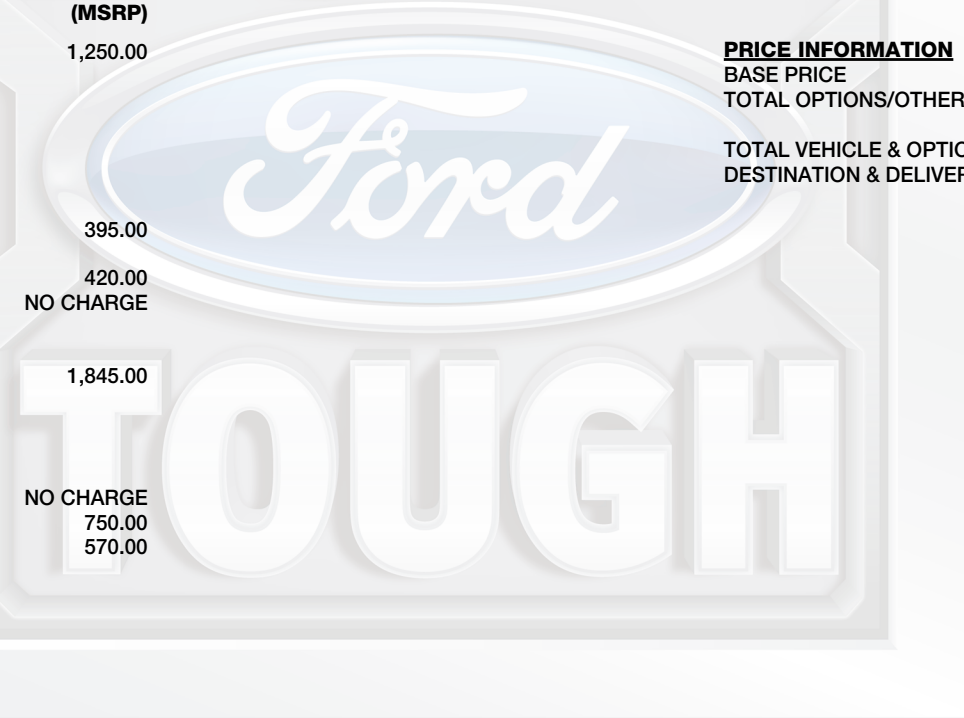 (MSRP)
1,250.00
395.00
420.00
NO CHARGE
1,845.00
NO CHARGE
750.00
570.00
PRICE INFORMATION
BASE PRICE
TOTAL OPTIONS/OTHER
TOTAL VEHICLE & OPTIO
DESTINATION & DELIVER
Ford
TOUGH